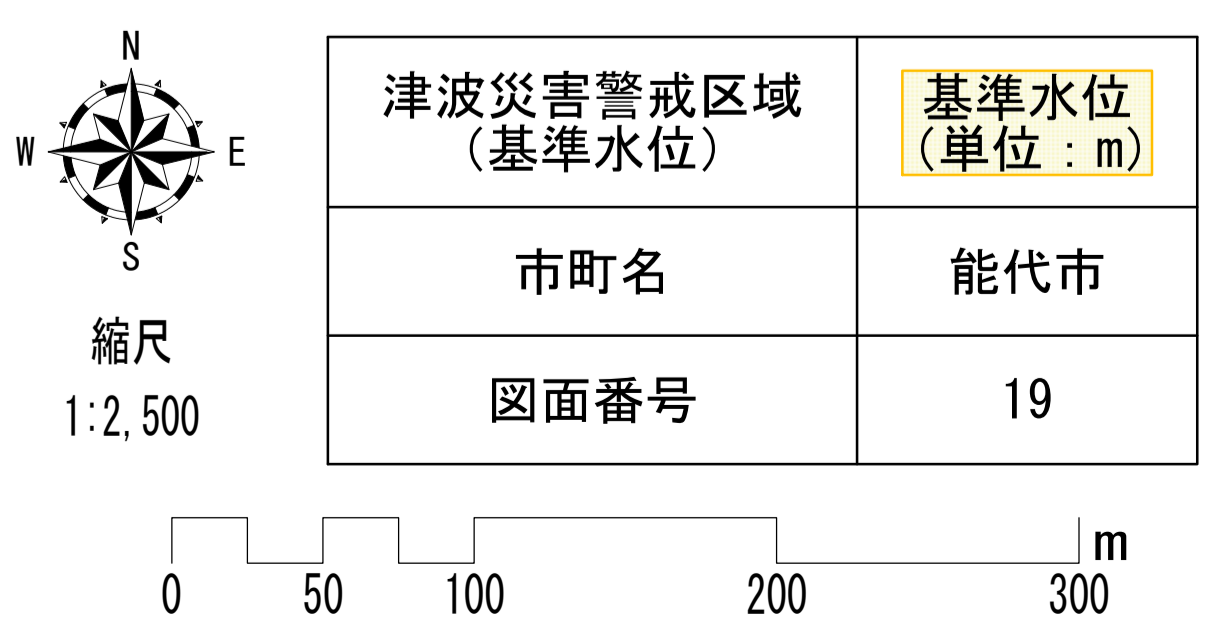 N
W
E
S
縮尺
1:2,500
津波災害警戒区域
(基準水位)
基準水位
(単位:m)
市町名
能代市
図面番号
19
m
0 50 100 200 300